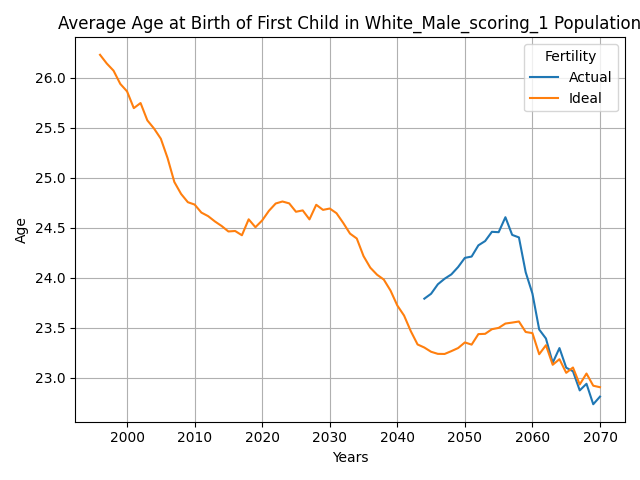 Average Age at Birth of First Child in White_Male_scoring_1 Population
Fertility
Actual
Ideal
Age
26.0
25.5
25.0
24.5
24.0
23.5
23.0
2000 2010 2020 2030 2040 2050 2060 2070
Years